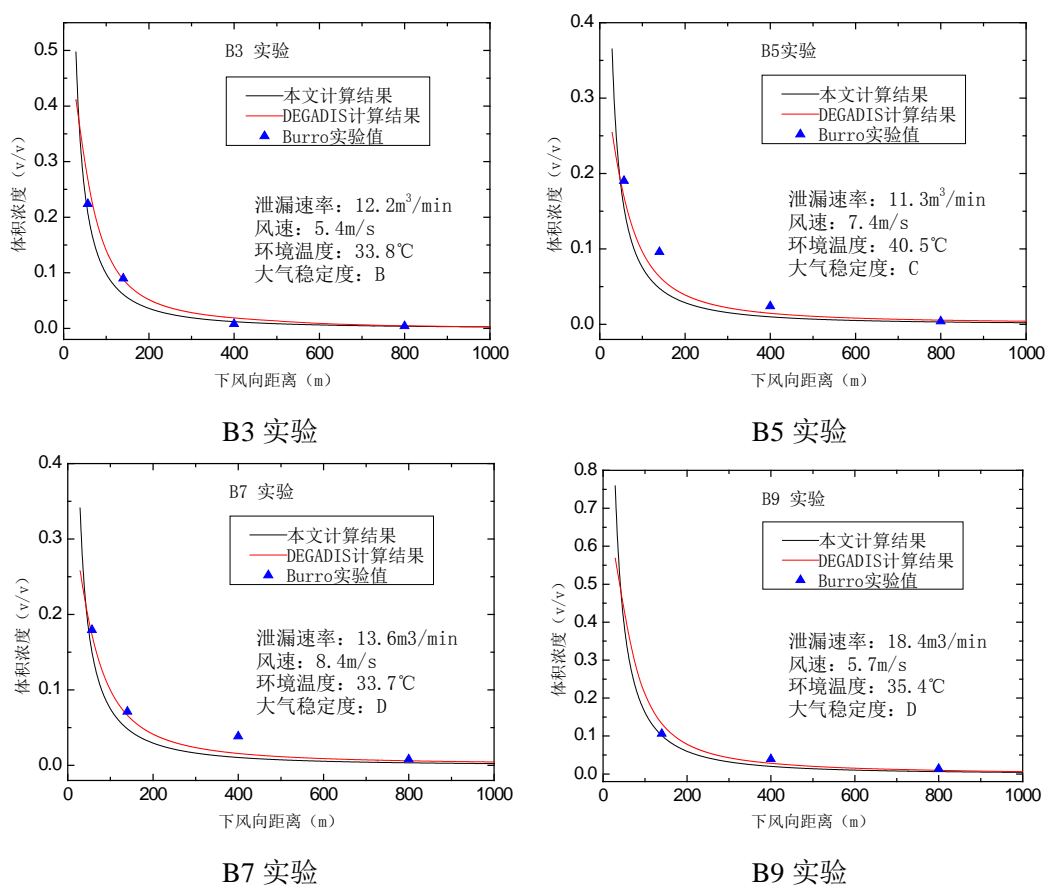 B3 实验
本文计算结果
DEGADIS计算结果
Burro实验值
泄漏速率: 12.2m³/min
风速: 5.4m/s
环境温度: 33.8℃
大气稳定度: B
体积浓度（v/v）
0.5
0.4
0.3
0.2
0.1
0.0
0 200 400 600 800 1000
下风向距离（m）
B3 实验
B5实验
本文计算结果
DEGADIS计算结果
Burro实验值
泄漏速率: 11.3m³/min
风速: 7.4m/s
环境温度: 40.5℃
大气稳定度: C
体积浓度（v/v）
0.4
0.3
0.2
0.1
0.0
0 200 400 600 800 1000
下风向距离（m）
B5 实验
B7 实验
本文计算结果
DEGADIS计算结果
Burro实验值
泄漏速率: 13.6m3/min
风速: 8.4m/s
环境温度: 33.7℃
大气稳定度: D
体积浓度（v/v）
0.4
0.3
0.2
0.1
0.0
0 200 400 600 800 1000
下风向距离（m）
B7 实验
B9 实验
本文计算结果
DEGADIS计算结果
Burro实验值
泄漏速率: 18.4m3/min
风速: 5.7m/s
环境温度: 35.4℃
大气稳定度: D
体积浓度（v/v）
0.8
0.7
0.6
0.5
0.4
0.3
0.2
0.1
0.0
0 200 400 600 800 1000
下风向距离（m）
B9 实验